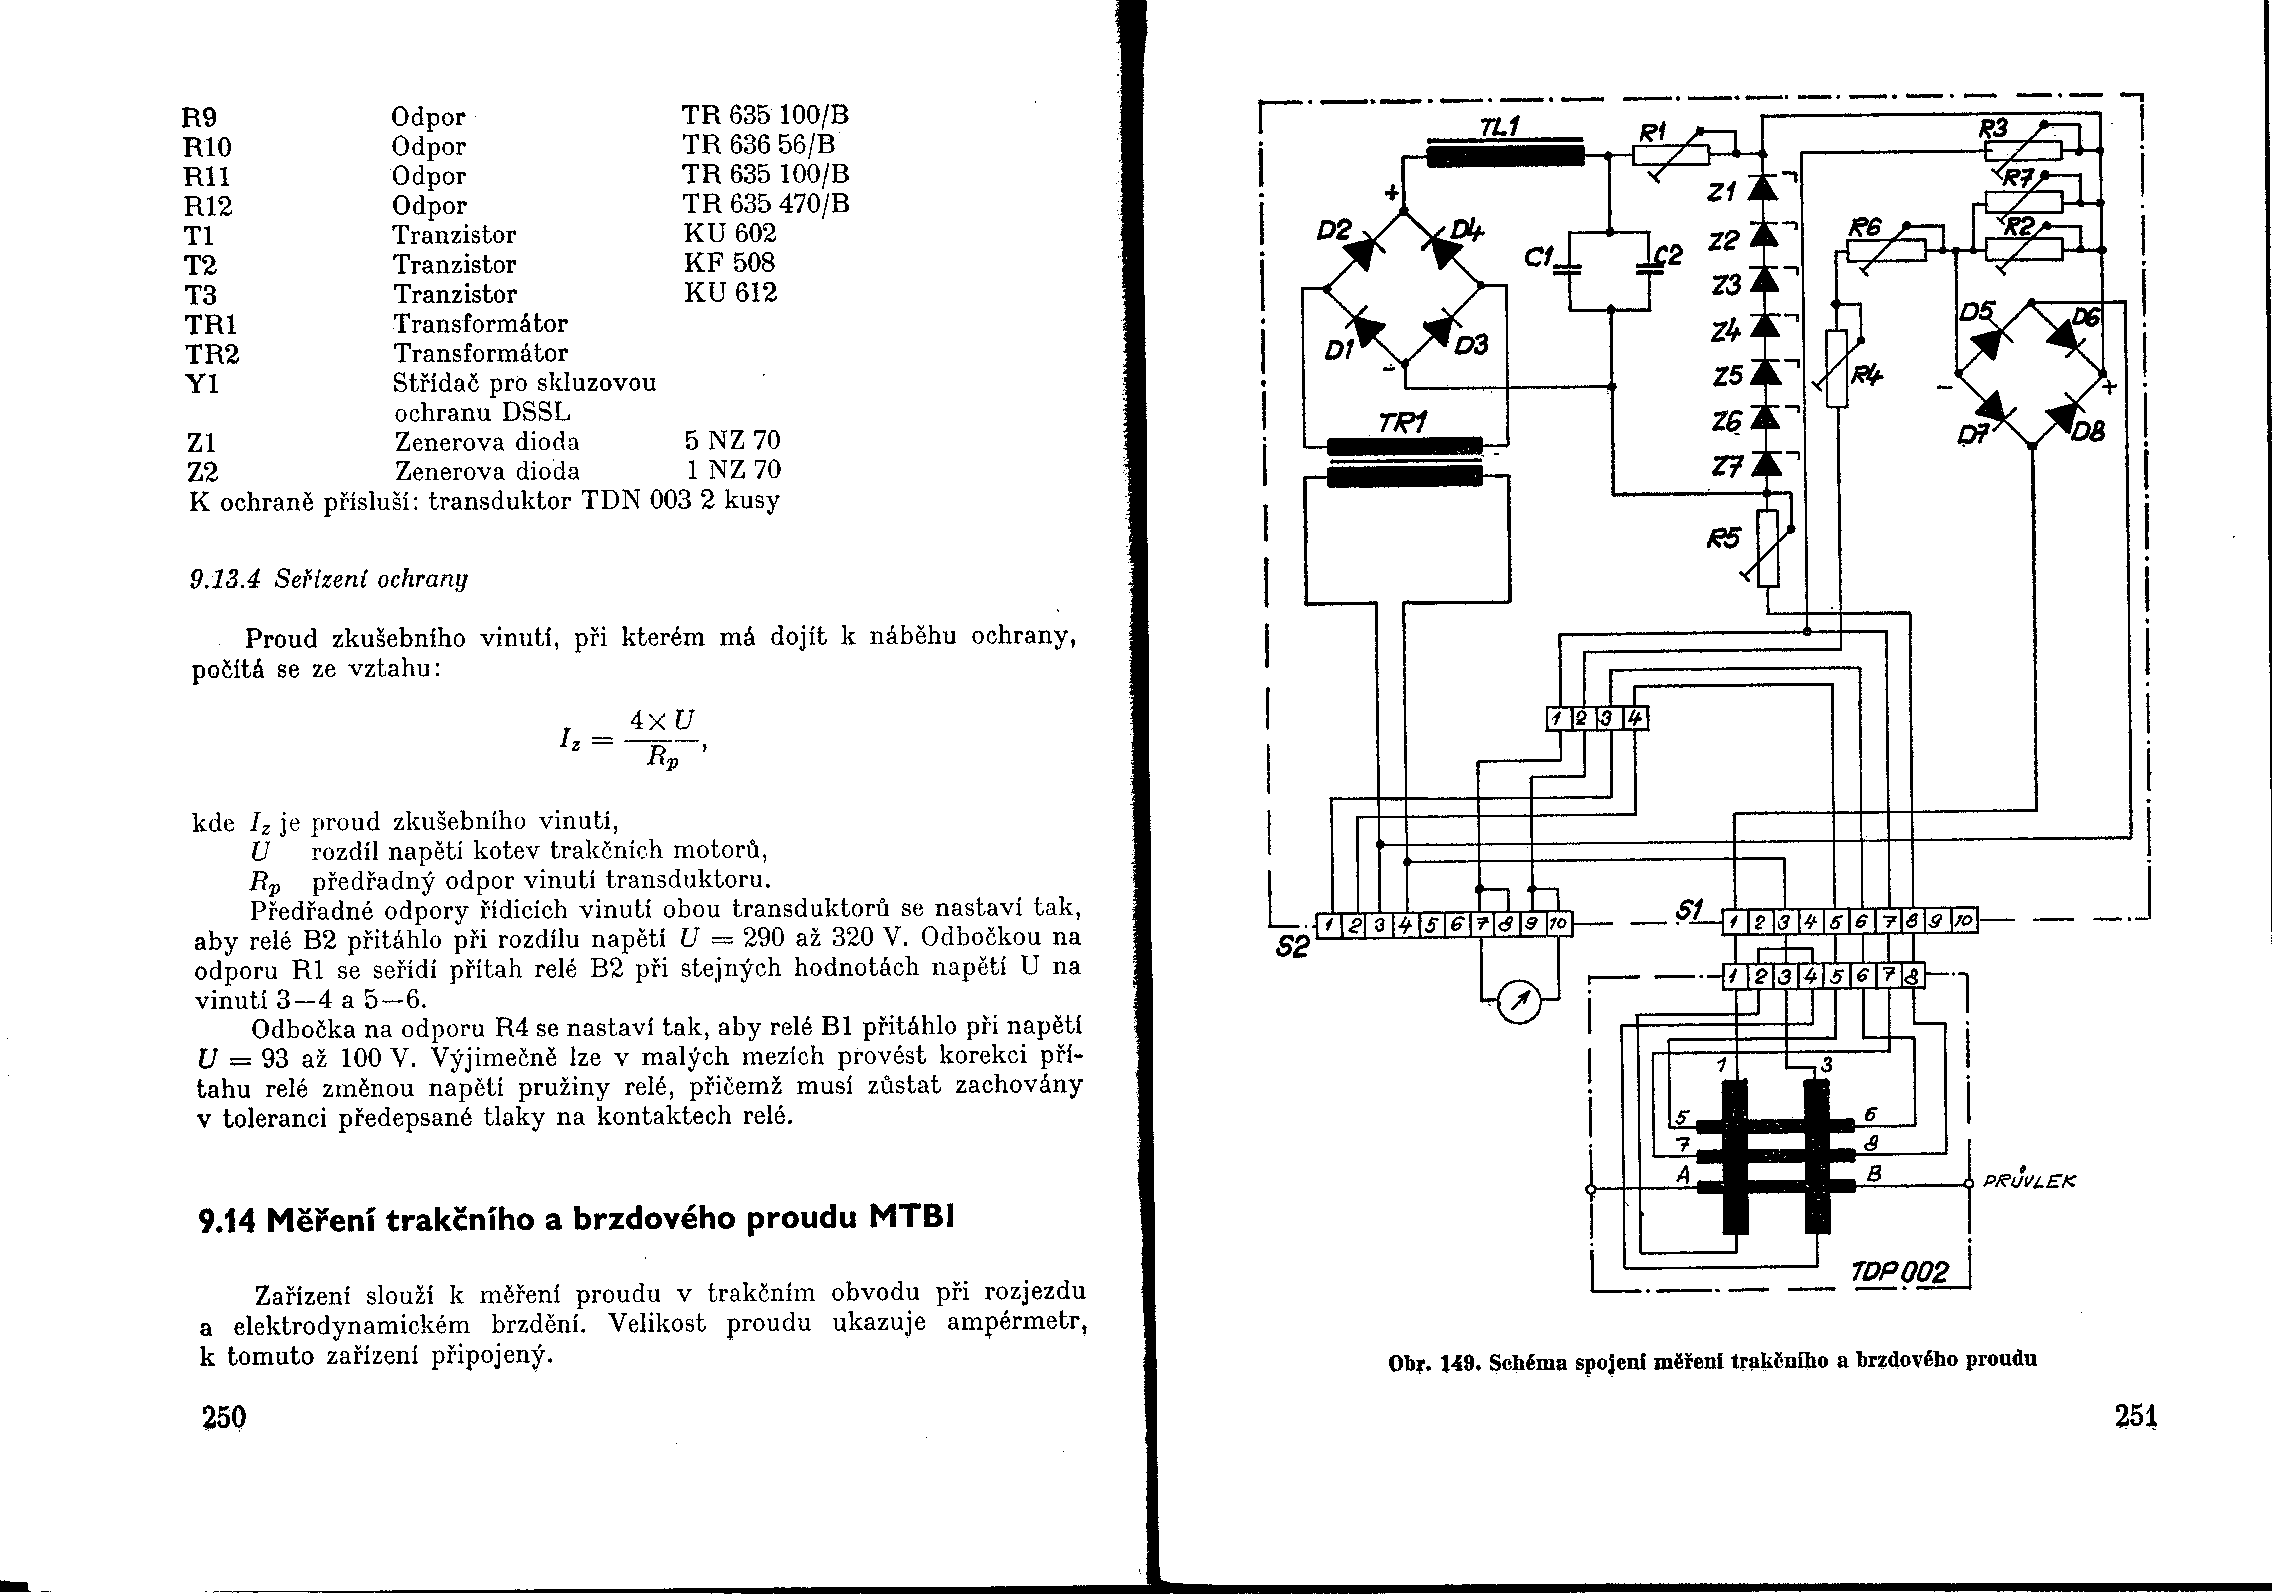 R9 Odpor TR 635 100/B
R10 Odpor TR 636 56/B
R11 Odpor TR 635 100/B
R12 Odpor TR 635 470/B
T1 Tranzistor KU 602
T2 Tranzistor KF 508
T3 Tranzistor KU 612
TR1 Transformátor
TR2 Transformátor
Y1 Střídač pro skluzovou
ochranu DSSL
Z1 Zenerova dioda 5 NZ 70
Z2 Zenerova dioda 1 NZ 70
K ochraně přísluší: transduktor TDN 003 2 kusy
9.13.4 Seřízení ochrany
Proud zkušebního vinutí, při kterém má dojít k náběhu ochrany,
počítá se ze vztahu:
Iz = 4 × U / Rp,
kde Iz je proud zkušebního vinutí,
U rozdíl napětí kotev trakčních motorů,
Rp předřadný odpor vinutí transduktoru.
Předřadné odpory řídicích vinutí obou transduktorů se nastaví tak,
aby relé B2 přitáhlo při rozdílu napětí U = 290 až 320 V. Odbočkou na
odporu R1 se seřídí přítah relé B2 při stejných hodnotách napětí U na
vinutí 3—4 a 5—6.
Odbočka na odporu R4 se nastaví tak, aby relé B1 přitáhlo při napětí
U = 93 až 100 V. Výjimečně lze v malých mezích provést korekci pří-
tahu relé změnou napětí pružiny relé, přičemž musí zůstat zachovány
v toleranci předepsané tlaky na kontaktech relé.
9.14 Měření trakčního a brzdového proudu MTBI
Zařízení slouží k měření proudu v trakčním obvodu při rozjezdu
a elektrodynamickém brzdění. Velikost proudu ukazuje ampérmetr,
k tomuto zařízení připojený.
250
TL1
R1
R3
R7
R2
R6
R4
R5
Z1
Z2
Z3
Z4
Z5
Z6
Z7
+
D2
D4
D1
D3
-
C1
C2
TR1
D5
D6
-
+
D7
D8
1 2 3 4
S2
1 2 3 4 5 6 7 8 9 10
S1
1 2 3 4 5 6 7 8 9 10
1 2 3 4 5 6 7 8
1
3
5
6
7
8
A
B
PRŮVLEK
TDP 002
Obr. 149. Schéma spojení měření trakčního a brzdového proudu
251